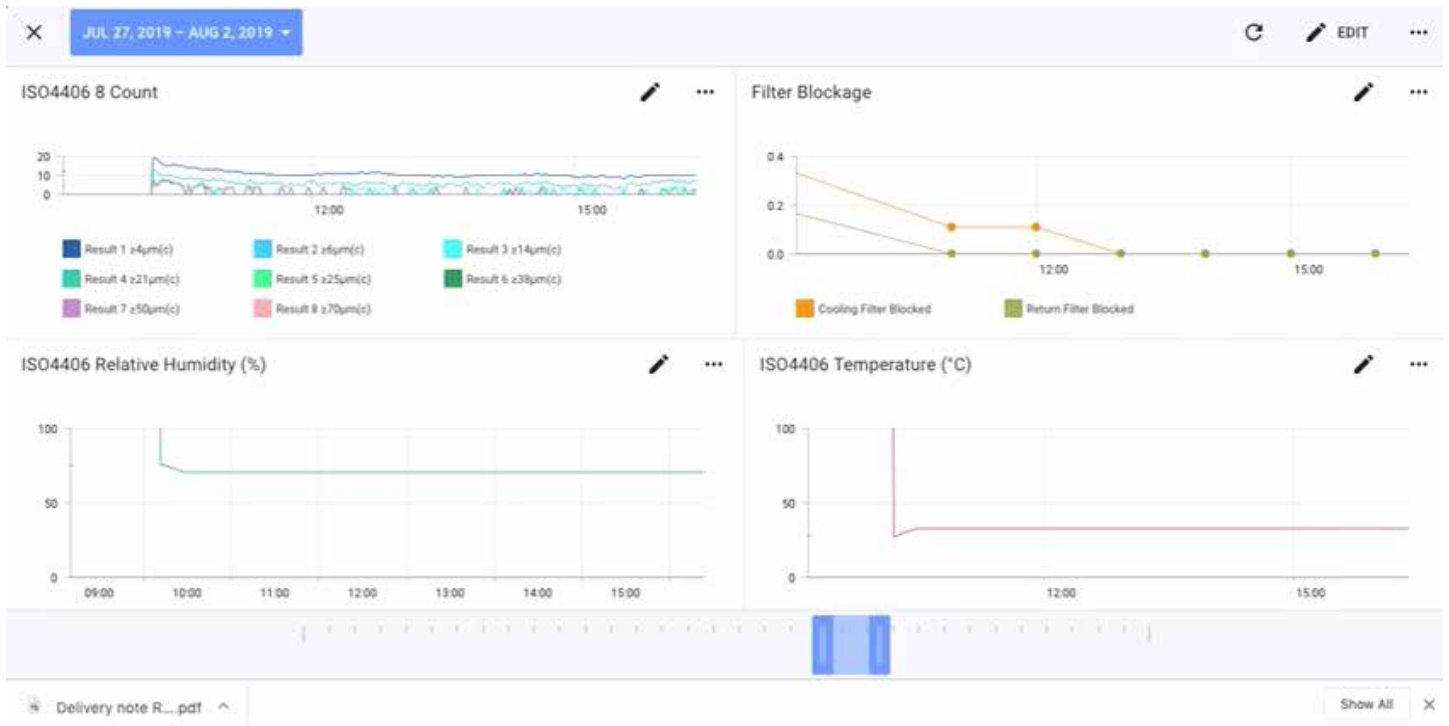 JUL 27, 2019 – AUG 2, 2019
EDIT
ISO4406 8 Count
20
10
0
12:00
15:00
Result 1 ≥4μm(c)
Result 2 ≥6μm(c)
Result 3 ≥14μm(c)
Result 4 ≥21μm(c)
Result 5 ≥25μm(c)
Result 6 ≥38μm(c)
Result 7 ≥50μm(c)
Result 8 ≥70μm(c)
Filter Blockage
0.4
0.2
0.0
12:00
15:00
Cooling Filter Blocked
Return Filter Blocked
ISO4406 Relative Humidity (%)
100
50
0
09:00 10:00 11:00 12:00 13:00 14:00 15:00
ISO4406 Temperature (°C)
100
50
0
12:00
15:00
Delivery note R....pdf
Show All